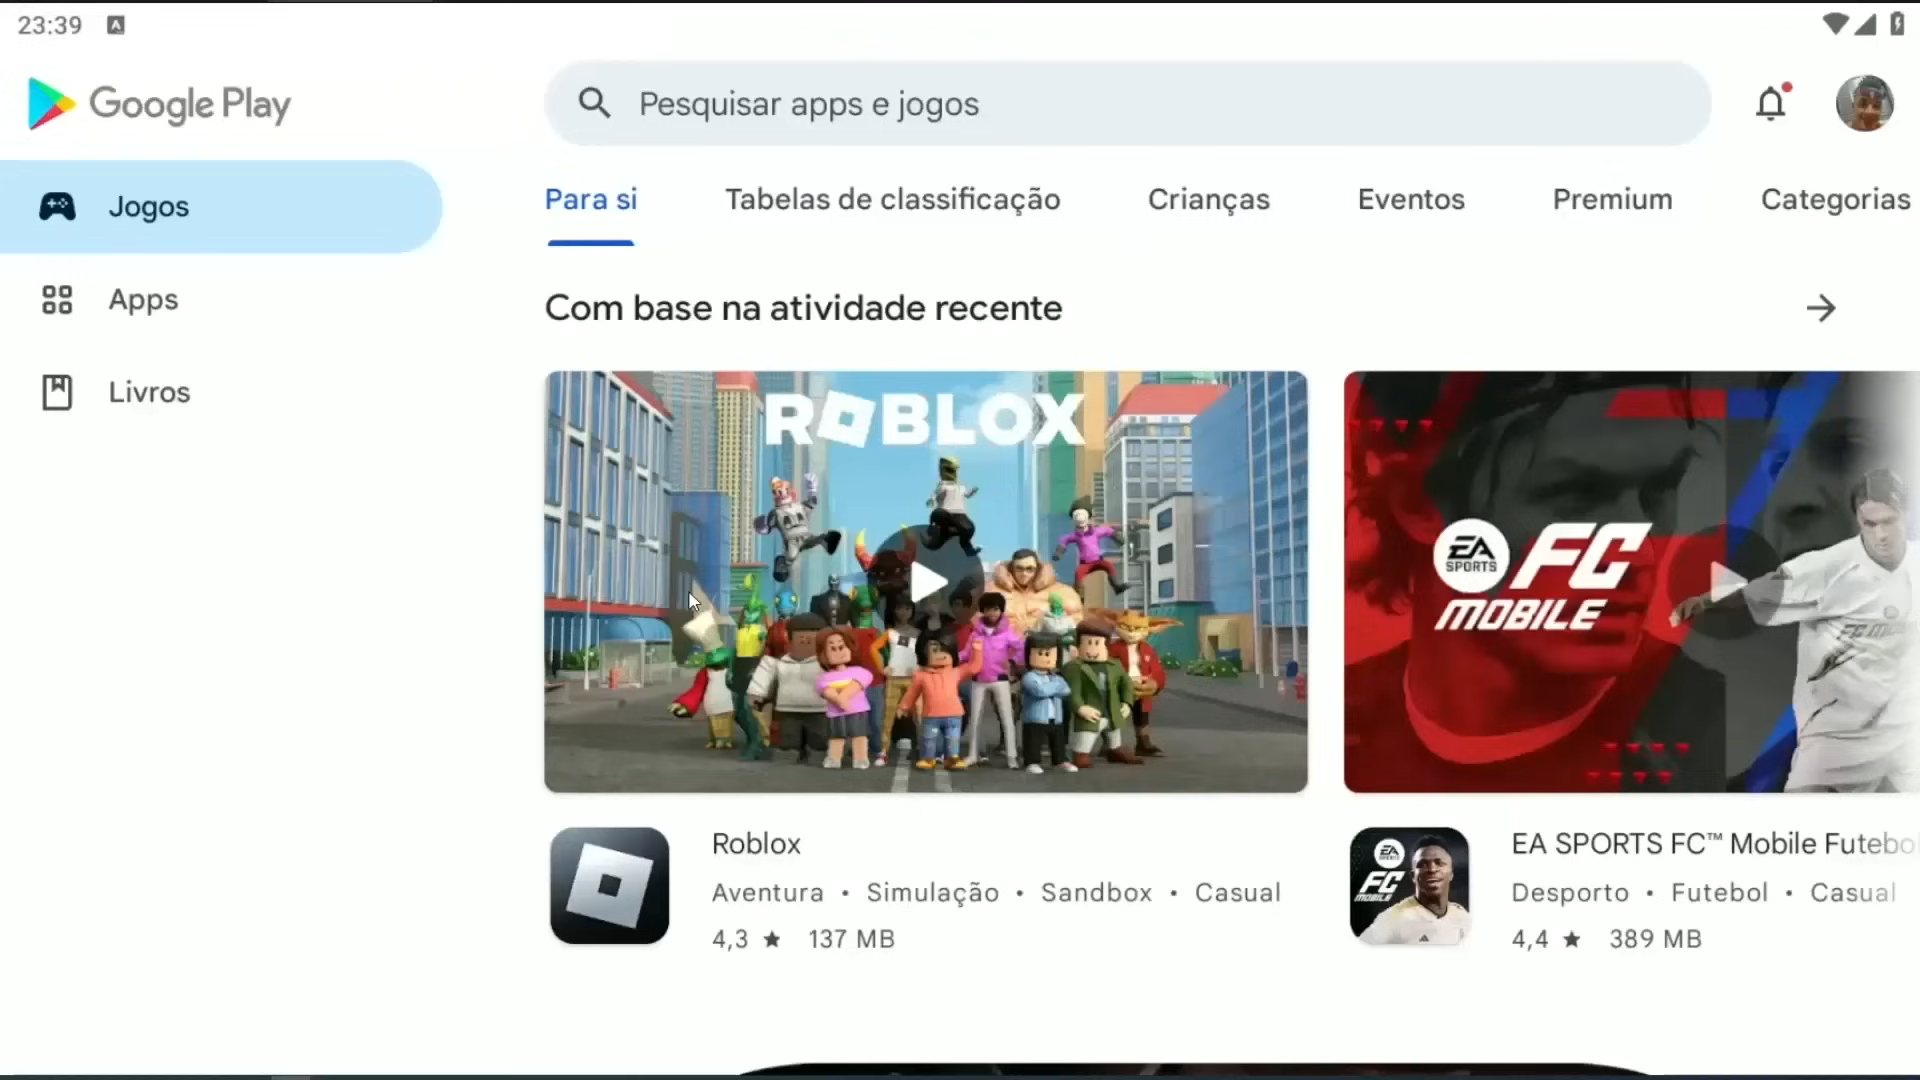 23:39
Google Play
Pesquisar apps e jogos
Jogos
Apps
Livros
Para si
Tabelas de classificação
Crianças
Eventos
Premium
Categorias
Com base na atividade recente
ROBLOX
EA SPORTS FC MOBILE
Roblox
Aventura • Simulação • Sandbox • Casual
4,3 ★ 137 MB
EA SPORTS FC™ Mobile Futebo
Desporto • Futebol • Casual
4,4 ★ 389 MB